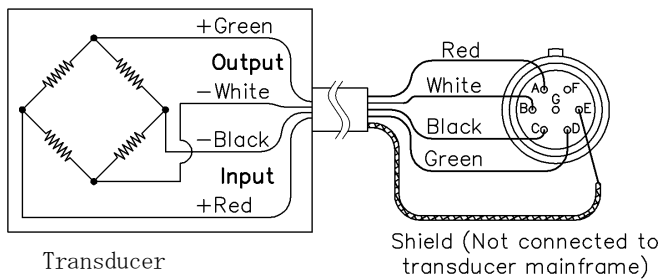 +Green
Output
−White
−Black
Input
+Red
Transducer
Red
White
Black
Green
A
F
G
B
E
C
D
Shield (Not connected to
transducer mainframe)